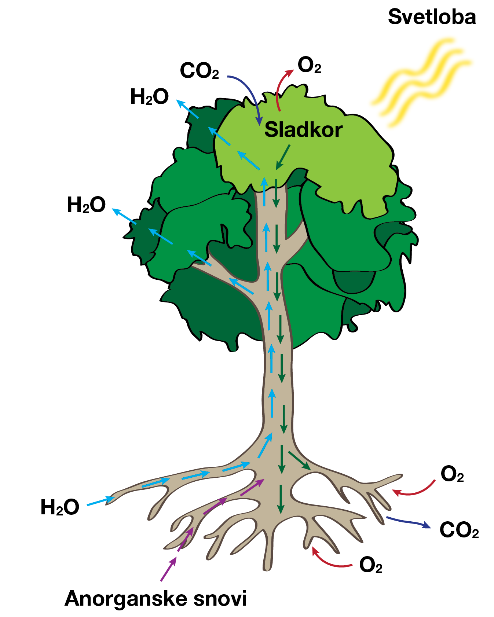 Svetloba
CO₂
O₂
H₂O
Sladkor
H₂O
O₂
H₂O
CO₂
O₂
Anorganske snovi